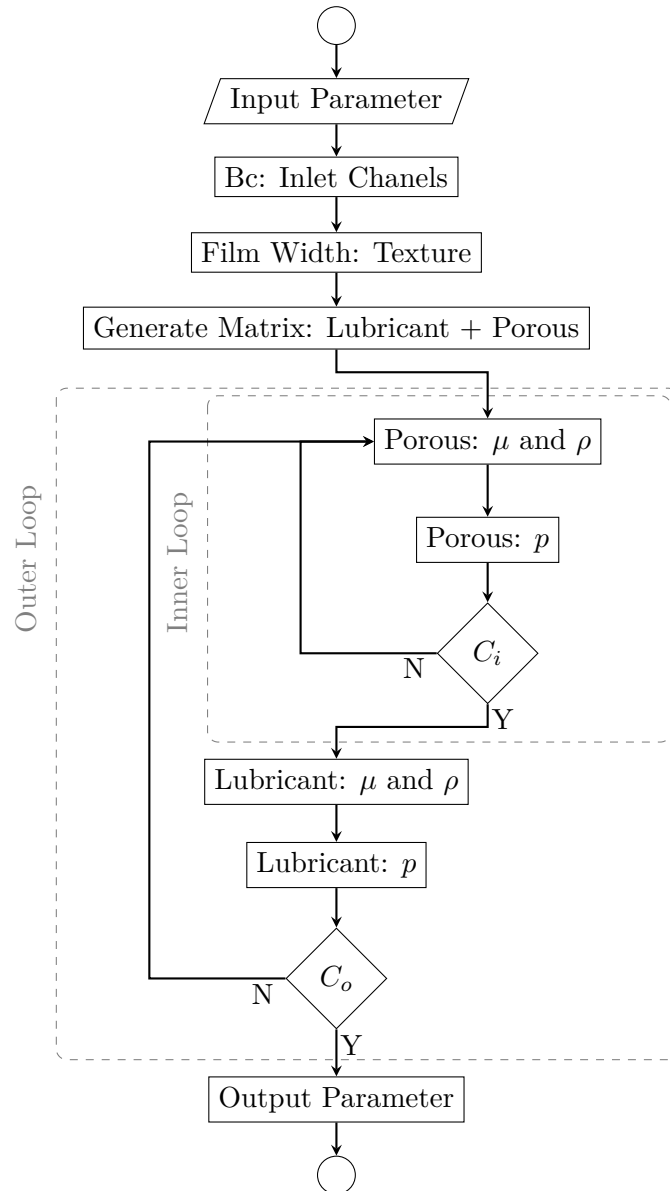 Input Parameter
Bc: Inlet Chanels
Film Width: Texture
Generate Matrix: Lubricant + Porous
Outer Loop
Inner Loop
Porous: μ and ρ
Porous: p
C_i
N
Y
Lubricant: μ and ρ
Lubricant: p
C_o
N
Y
Output Parameter